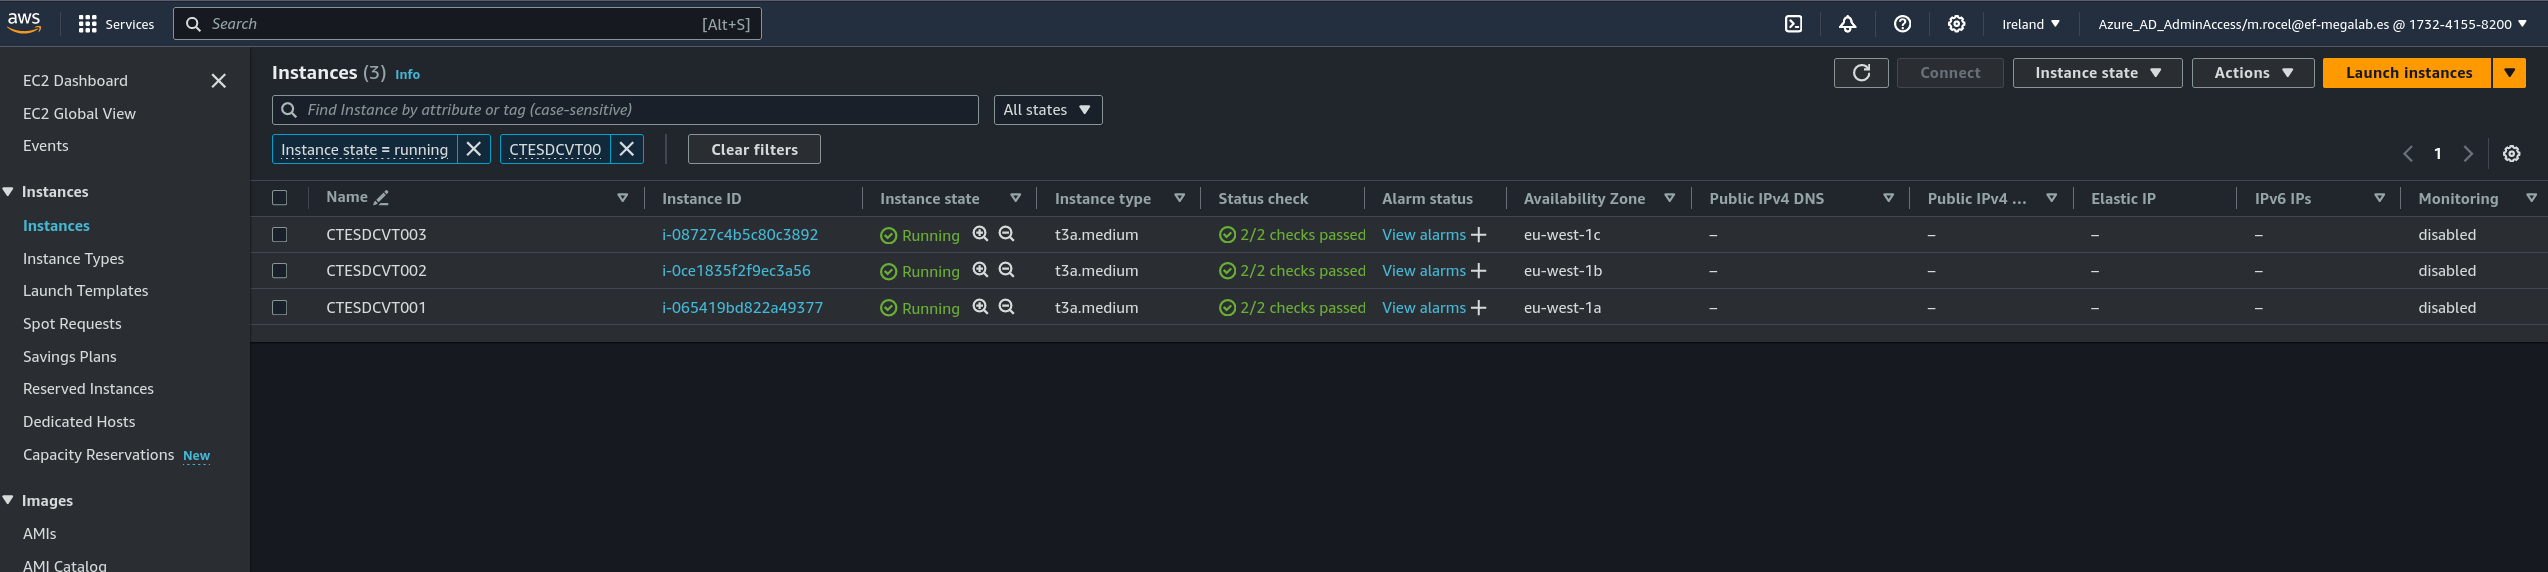 aws Services Search [Alt+S] Ireland Azure_AD_AdminAccess/m.rocel@ef-megalab.es @ 1732-4155-8200
EC2 Dashboard
EC2 Global View
Events
Instances
Instances
Instance Types
Launch Templates
Spot Requests
Savings Plans
Reserved Instances
Dedicated Hosts
Capacity Reservations New
Images
AMIs
AMI Catalog
Instances (3) Info
Connect Instance state Actions Launch instances
Find Instance by attribute or tag (case-sensitive) All states
Instance state = running CTESDCVT00 Clear filters
1
Name Instance ID Instance state Instance type Status check Alarm status Availability Zone Public IPv4 DNS Public IPv4 ... Elastic IP IPv6 IPs Monitoring
CTESDCVT003 i-08727c4b5c80c3892 Running t3a.medium 2/2 checks passed View alarms + eu-west-1c – – – – disabled
CTESDCVT002 i-0ce1835f2f9ec3a56 Running t3a.medium 2/2 checks passed View alarms + eu-west-1b – – – – disabled
CTESDCVT001 i-065419bd822a49377 Running t3a.medium 2/2 checks passed View alarms + eu-west-1a – – – – disabled